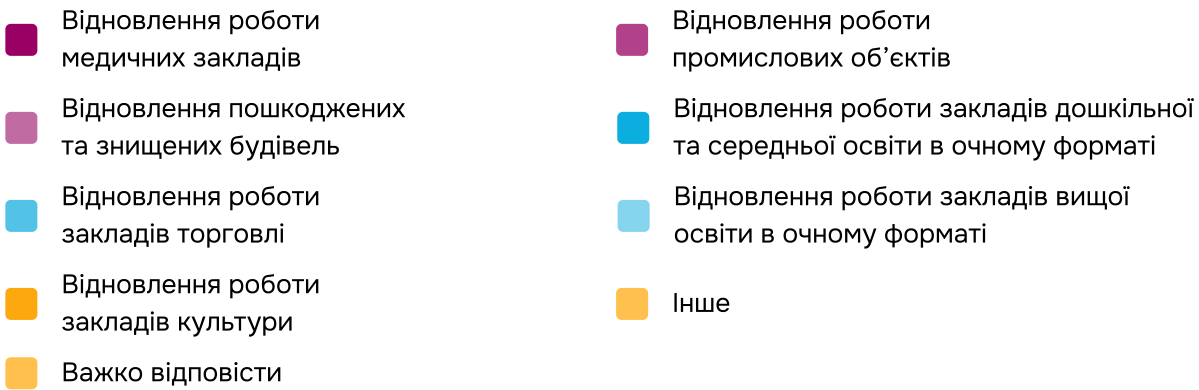 Відновлення роботи
медичних закладів
Відновлення роботи
промислових об’єктів
Відновлення пошкоджених
та знищених будівель
Відновлення роботи закладів дошкільної
та середньої освіти в очному форматі
Відновлення роботи
закладів торговлі
Відновлення роботи закладів вищої
освіти в очному форматі
Відновлення роботи
закладів культури
Інше
Важко відповісти